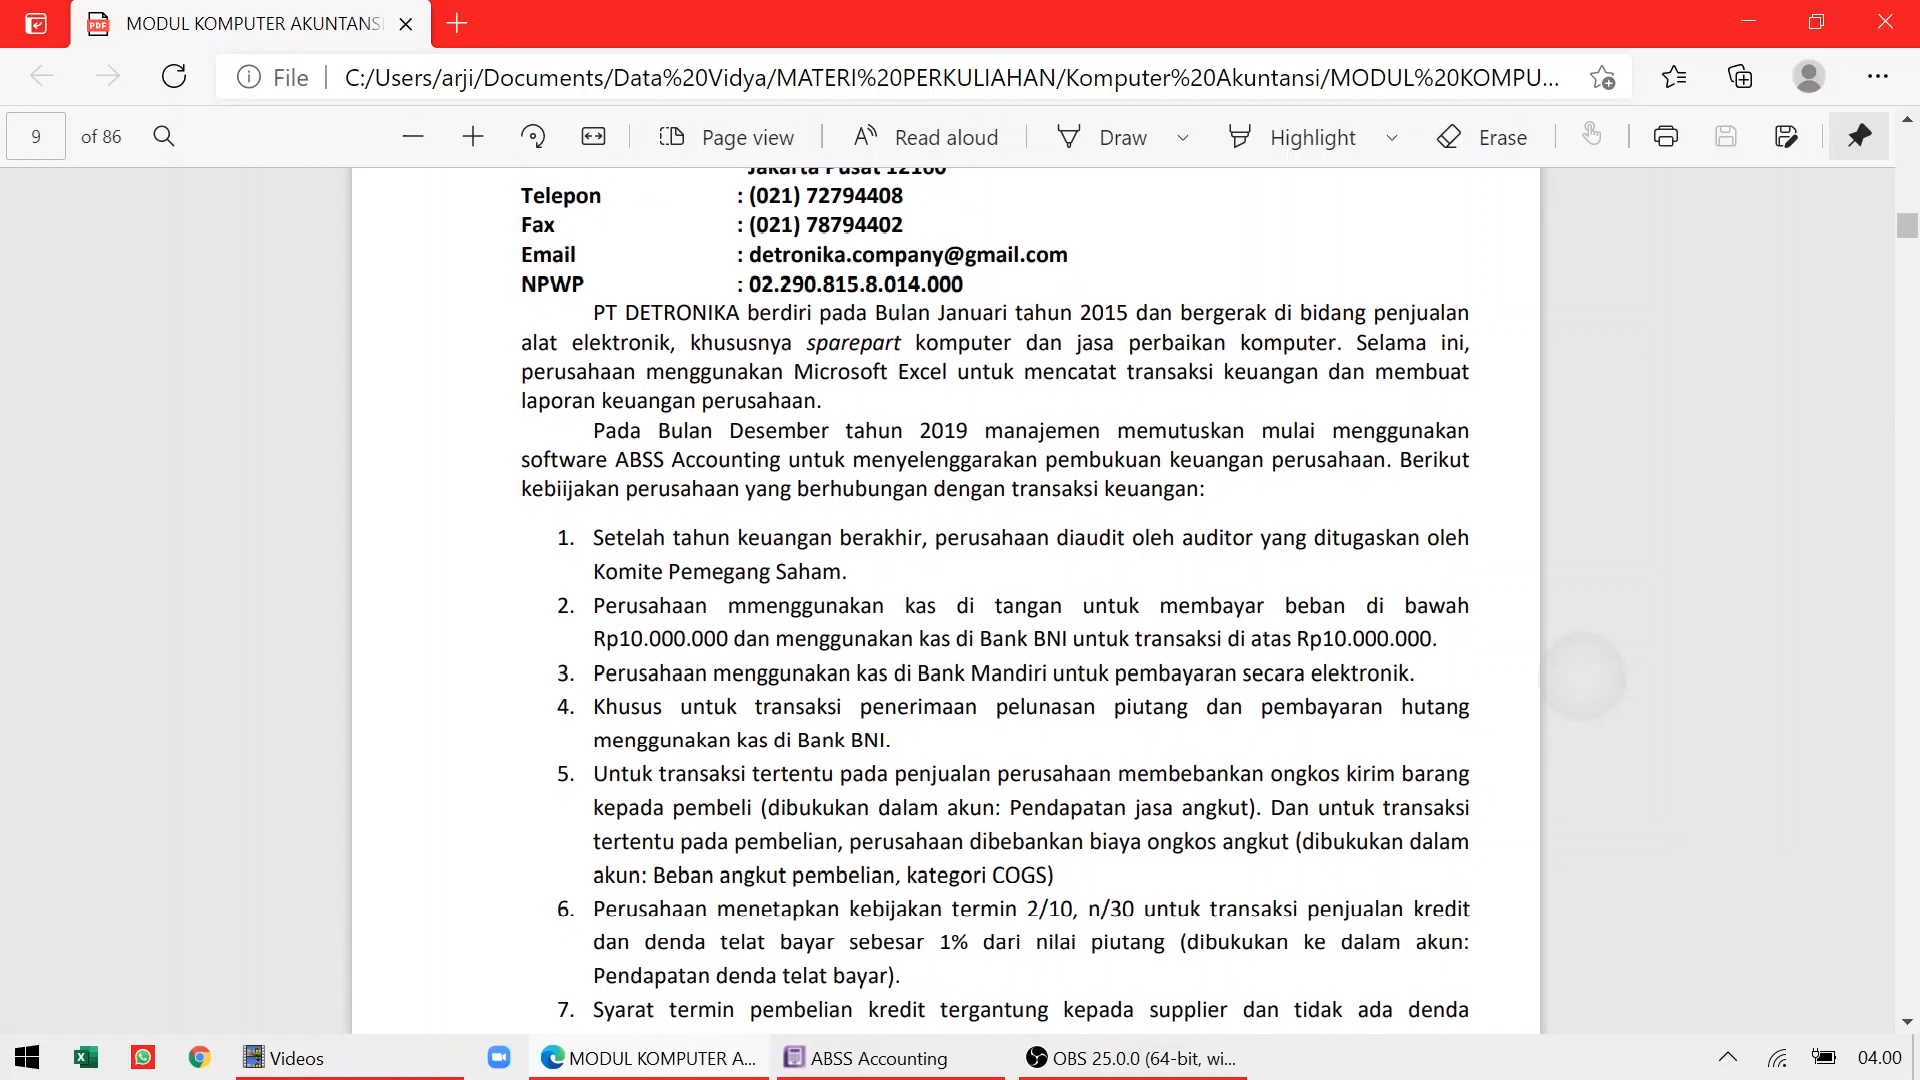 MODUL KOMPUTER AKUNTANS
File
C:/Users/arji/Documents/Data%20Vidya/MATERI%20PERKULIAHAN/Komputer%20Akuntansi/MODUL%20KOMPU...
9 of 86
Page view
Read aloud
Draw
Highlight
Erase
Jakarta Pusat 12160
Telepon : (021) 72794408
Fax : (021) 78794402
Email : detronika.company@gmail.com
NPWP : 02.290.815.8.014.000
PT DETRONIKA berdiri pada Bulan Januari tahun 2015 dan bergerak di bidang penjualan
alat elektronik, khususnya sparepart komputer dan jasa perbaikan komputer. Selama ini,
perusahaan menggunakan Microsoft Excel untuk mencatat transaksi keuangan dan membuat
laporan keuangan perusahaan.
Pada Bulan Desember tahun 2019 manajemen memutuskan mulai menggunakan
software ABSS Accounting untuk menyelenggarakan pembukuan keuangan perusahaan. Berikut
kebiijakan perusahaan yang berhubungan dengan transaksi keuangan:
1. Setelah tahun keuangan berakhir, perusahaan diaudit oleh auditor yang ditugaskan oleh
Komite Pemegang Saham.
2. Perusahaan mmenggunakan kas di tangan untuk membayar beban di bawah
Rp10.000.000 dan menggunakan kas di Bank BNI untuk transaksi di atas Rp10.000.000.
3. Perusahaan menggunakan kas di Bank Mandiri untuk pembayaran secara elektronik.
4. Khusus untuk transaksi penerimaan pelunasan piutang dan pembayaran hutang
menggunakan kas di Bank BNI.
5. Untuk transaksi tertentu pada penjualan perusahaan membebankan ongkos kirim barang
kepada pembeli (dibukukan dalam akun: Pendapatan jasa angkut). Dan untuk transaksi
tertentu pada pembelian, perusahaan dibebankan biaya ongkos angkut (dibukukan dalam
akun: Beban angkut pembelian, kategori COGS)
6. Perusahaan menetapkan kebijakan termin 2/10, n/30 untuk transaksi penjualan kredit
dan denda telat bayar sebesar 1% dari nilai piutang (dibukukan ke dalam akun:
Pendapatan denda telat bayar).
7. Syarat termin pembelian kredit tergantung kepada supplier dan tidak ada denda
Videos
MODUL KOMPUTER A...
ABSS Accounting
OBS 25.0.0 (64-bit, wi...
04.00